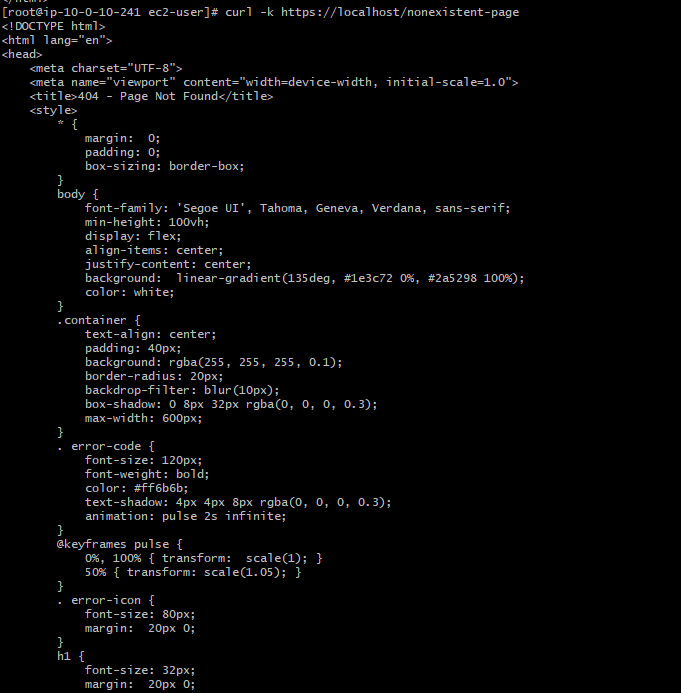 [root@ip-10-0-10-241 ec2-user]# curl -k https://localhost/nonexistent-page
<!DOCTYPE html>
<html lang="en">
<head>
    <meta charset="UTF-8">
    <meta name="viewport" content="width=device-width, initial-scale=1.0">
    <title>404 - Page Not Found</title>
    <style>
        * {
            margin:  0;
            padding: 0;
            box-sizing: border-box;
        }
        body {
            font-family: 'Segoe UI', Tahoma, Geneva, Verdana, sans-serif;
            min-height: 100vh;
            display: flex;
            align-items: center;
            justify-content: center;
            background:  linear-gradient(135deg, #1e3c72 0%, #2a5298 100%);
            color: white;
        }
        .container {
            text-align: center;
            padding: 40px;
            background: rgba(255, 255, 255, 0.1);
            border-radius: 20px;
            backdrop-filter: blur(10px);
            box-shadow: 0 8px 32px rgba(0, 0, 0, 0.3);
            max-width: 600px;
        }
        . error-code {
            font-size: 120px;
            font-weight: bold;
            color: #ff6b6b;
            text-shadow: 4px 4px 8px rgba(0, 0, 0, 0.3);
            animation: pulse 2s infinite;
        }
        @keyframes pulse {
            0%, 100% { transform:  scale(1); }
            50% { transform: scale(1.05); }
        }
        . error-icon {
            font-size: 80px;
            margin:  20px 0;
        }
        h1 {
            font-size: 32px;
            margin:  20px 0;